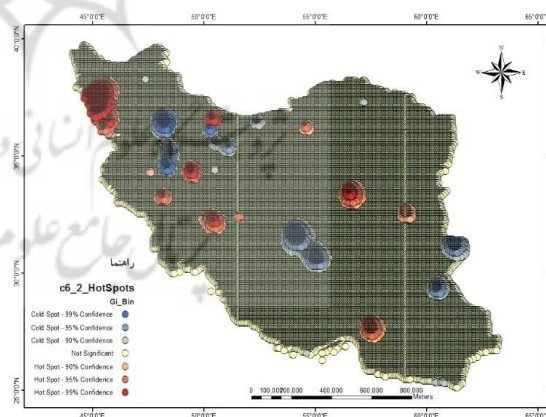 45°0'0"E 50°0'0"E 55°0'0"E 60°0'0"E 65°0'0"E
40°0'0"N
35°0'0"N
30°0'0"N
25°0'0"N
N
W E
S
علوم انسانی و
جامع علوم
راهنما
c6_2_HotSpots
Gi_Bin
Cold Spot - 99% Confidence
Cold Spot - 95% Confidence
Cold Spot - 90% Confidence
Not Significant
Hot Spot - 90% Confidence
Hot Spot - 95% Confidence
Hot Spot - 99% Confidence
0 100,000200,000 400,000 600,000 800,000
Meters
45°0'0"E 50°0'0"E 55°0'0"E 60°0'0"E 65°0'0"E